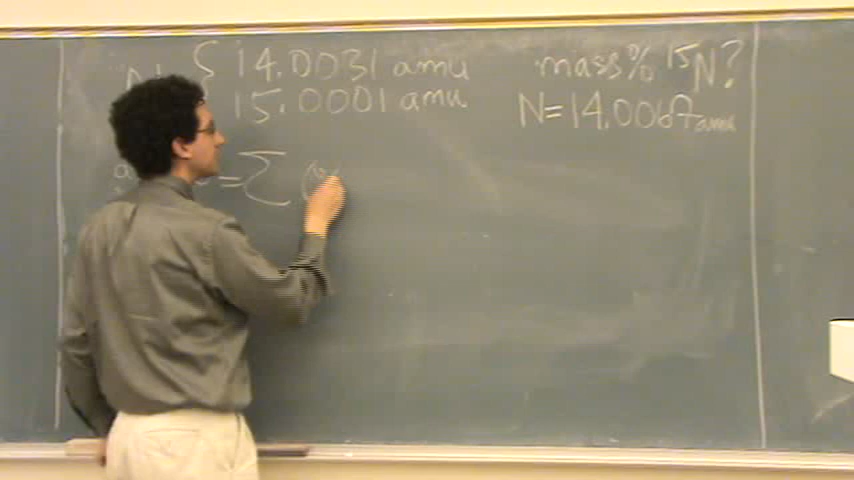 N { 14.0031 amu
15.0001 amu
mass % ¹⁵N?
N=14.0067 amu
= Σ (